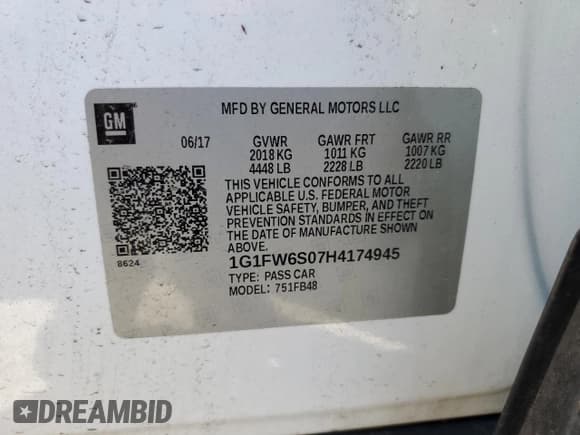 GM
MFD BY GENERAL MOTORS LLC
06/17 GVWR GAWR FRT GAWR RR
2018 KG 1011 KG 1007 KG
4448 LB 2228 LB 2220 LB
THIS VEHICLE CONFORMS TO ALL
APPLICABLE U.S. FEDERAL MOTOR
VEHICLE SAFETY, BUMPER, AND THEFT
PREVENTION STANDARDS IN EFFECT ON
THE DATE OF MANUFACTURE SHOWN
ABOVE.
8624
1G1FW6S07H4174945
TYPE: PASS CAR
MODEL: 751FB48
DREAMBID